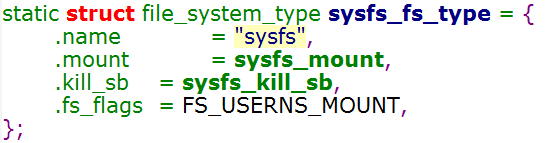 static struct file_system_type sysfs_fs_type = {
.name = "sysfs",
.mount = sysfs_mount,
.kill_sb = sysfs_kill_sb,
.fs_flags = FS_USERNS_MOUNT,
};